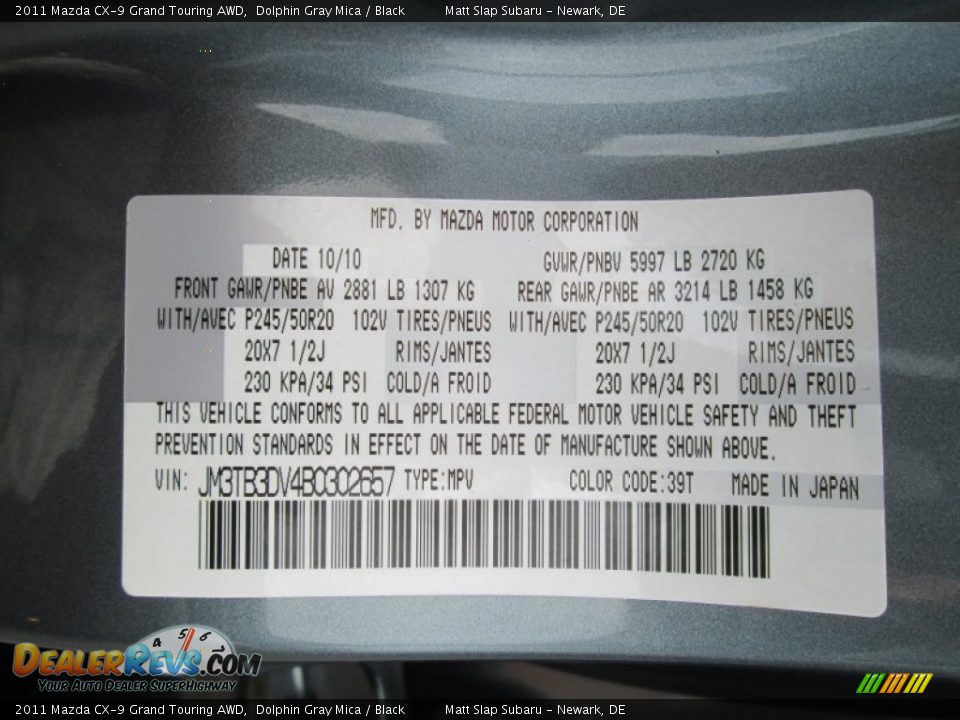 2011 Mazda CX-9 Grand Touring AWD, Dolphin Gray Mica / Black Matt Slap Subaru - Newark, DE
MFD. BY MAZDA MOTOR CORPORATION
DATE 10/10 GVWR/PNBV 5997 LB 2720 KG
FRONT GAWR/PNBE AV 2881 LB 1307 KG REAR GAWR/PNBE AR 3214 LB 1458 KG
WITH/AVEC P245/50R20 102V TIRES/PNEUS WITH/AVEC P245/50R20 102V TIRES/PNEUS
20X7 1/2J RIMS/JANTES 20X7 1/2J RIMS/JANTES
230 KPA/34 PSI COLD/A FROID 230 KPA/34 PSI COLD/A FROID
THIS VEHICLE CONFORMS TO ALL APPLICABLE FEDERAL MOTOR VEHICLE SAFETY AND THEFT
PREVENTION STANDARDS IN EFFECT ON THE DATE OF MANUFACTURE SHOWN ABOVE.
VIN: JM3TB3DV4B0302657 TYPE:MPV COLOR CODE:39T MADE IN JAPAN
4 5 6 7
DEALERREVS.COM
YOUR AUTO DEALER SUPERHIGHWAY
2011 Mazda CX-9 Grand Touring AWD, Dolphin Gray Mica / Black Matt Slap Subaru - Newark, DE